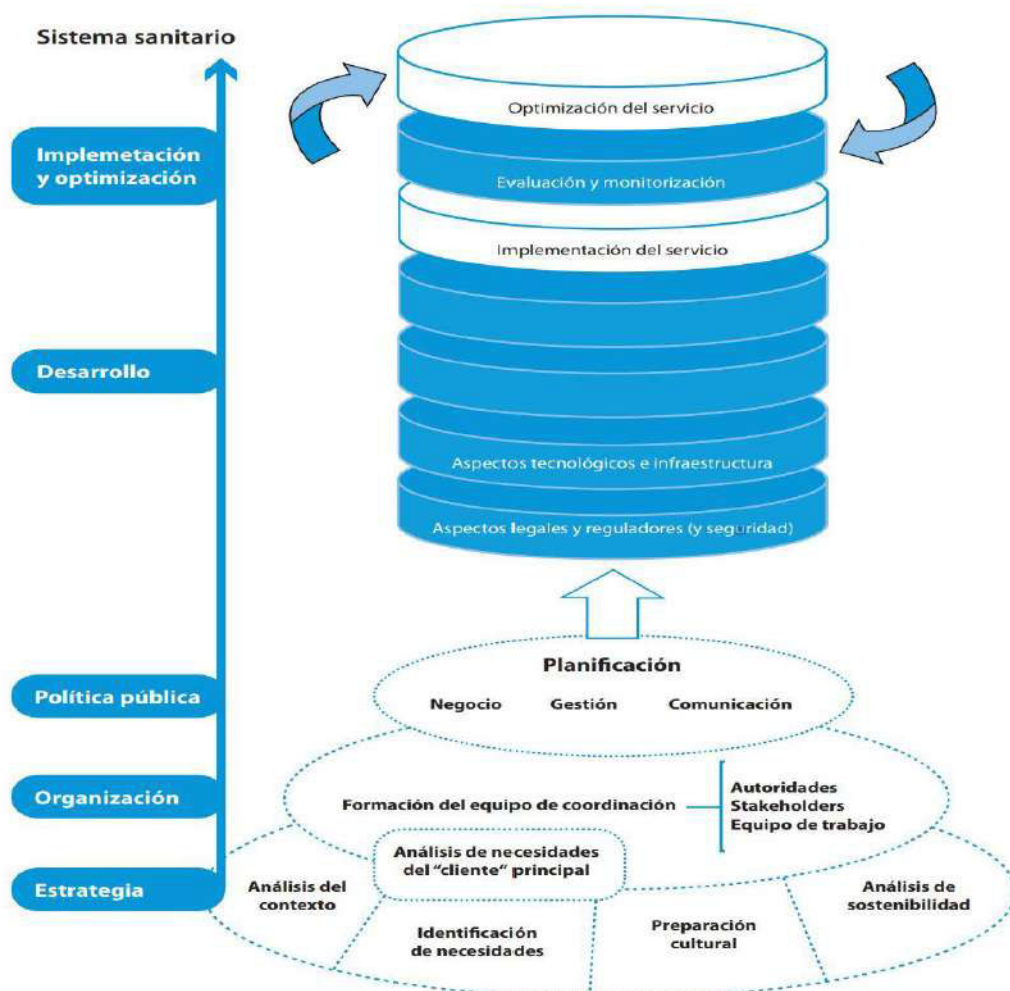 Sistema sanitario
Implemetación
y optimización
Desarrollo
Política pública
Organización
Estrategia
Optimización del servicio
Evaluación y monitorización
Implementación del servicio
Aspectos tecnológicos e infraestructura
Aspectos legales y reguladores (y seguridad)
Planificación
Negocio Gestión Comunicación
Formación del equipo de coordinación
Autoridades
Stakeholders
Equipo de trabajo
Análisis de necesidades
del "cliente" principal
Análisis del
contexto
Identificación
de necesidades
Preparación
cultural
Análisis de
sostenibilidad